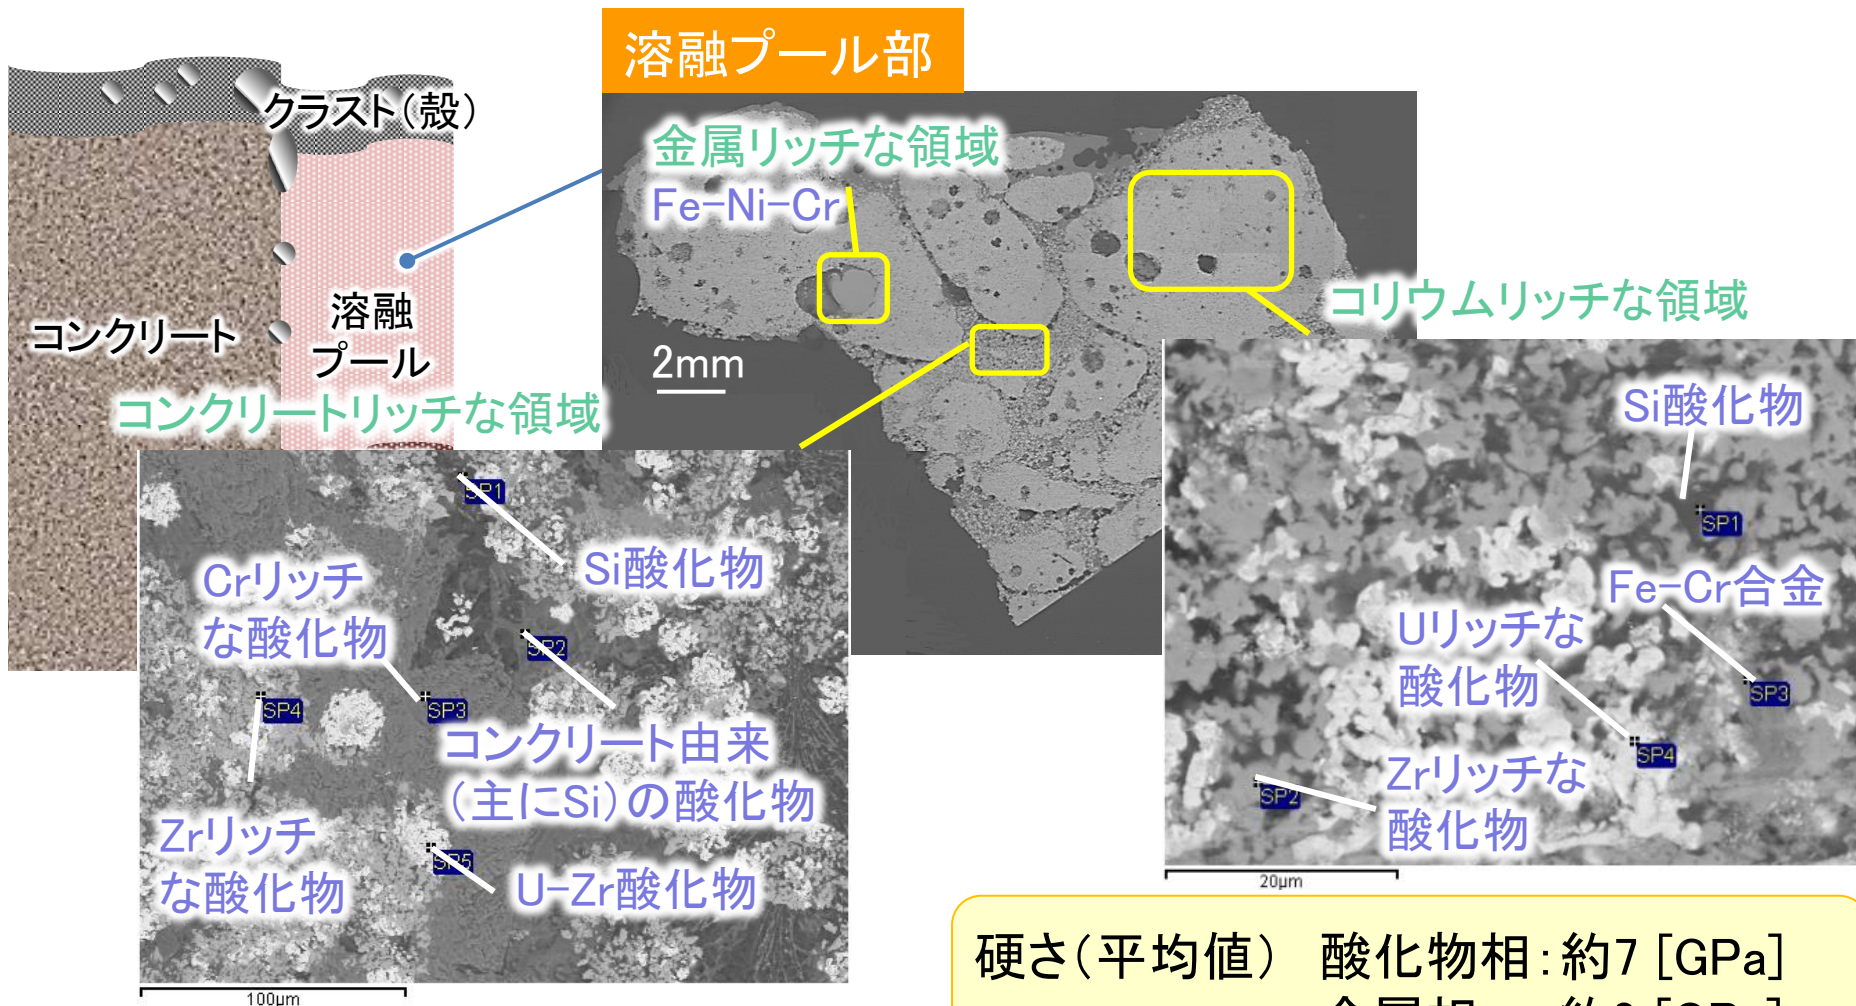 溶融プール部
クラスト（殻）
コンクリート
溶融
プール
金属リッチな領域
Fe-Ni-Cr
2mm
コリウムリッチな領域
コンクリートリッチな領域
SP1
Si酸化物
Crリッチ
な酸化物
SP2
SP4
SP3
コンクリート由来
（主にSi）の酸化物
Zrリッチ
な酸化物
SP5
U-Zr酸化物
100μm
Si酸化物
SP1
Fe-Cr合金
Uリッチな
酸化物
SP3
SP4
Zrリッチな
酸化物
SP2
20μm
硬さ（平均値） 酸化物相：約7 [GPa]